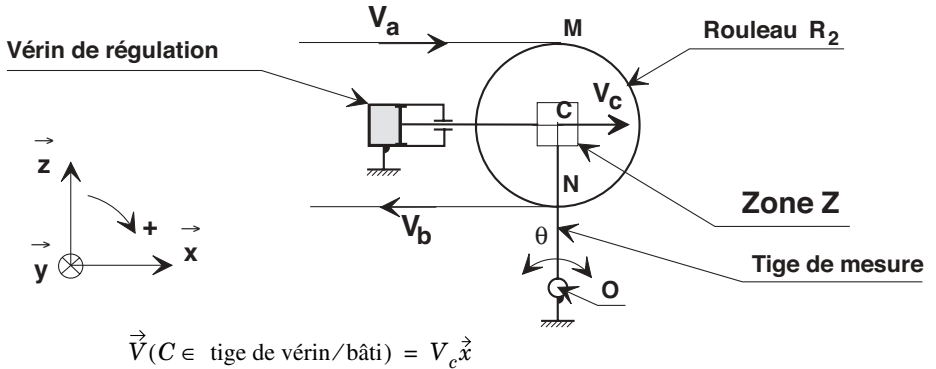 V_a
M
Rouleau R_2
Vérin de régulation
C
V_c
z
N
Zone Z
+
V_b
x
θ
y
Tige de mesure
O
V(C ∈ tige de vérin/bâti) = V_c x